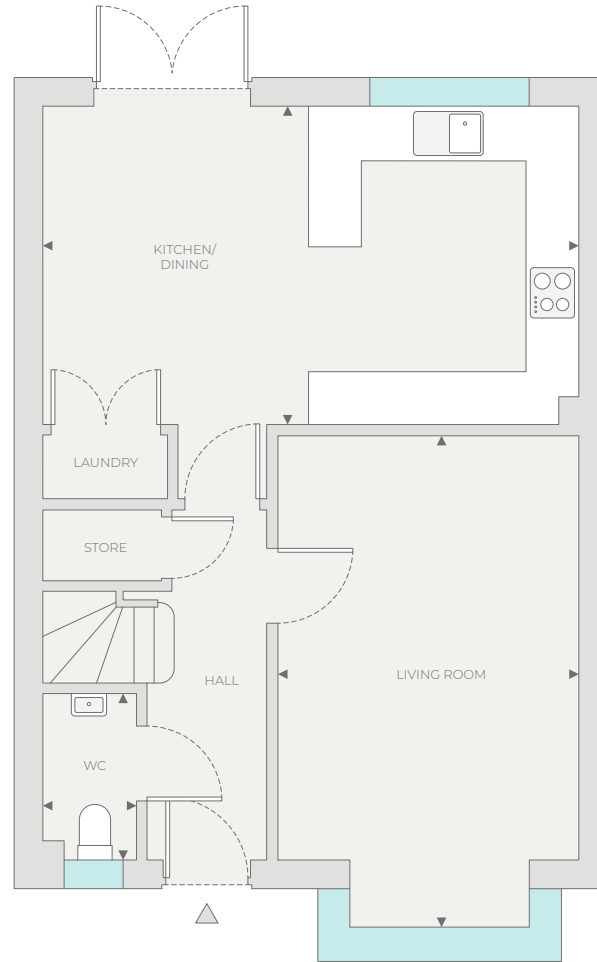 KITCHEN/
DINING
LAUNDRY
STORE
HALL
LIVING ROOM
WC